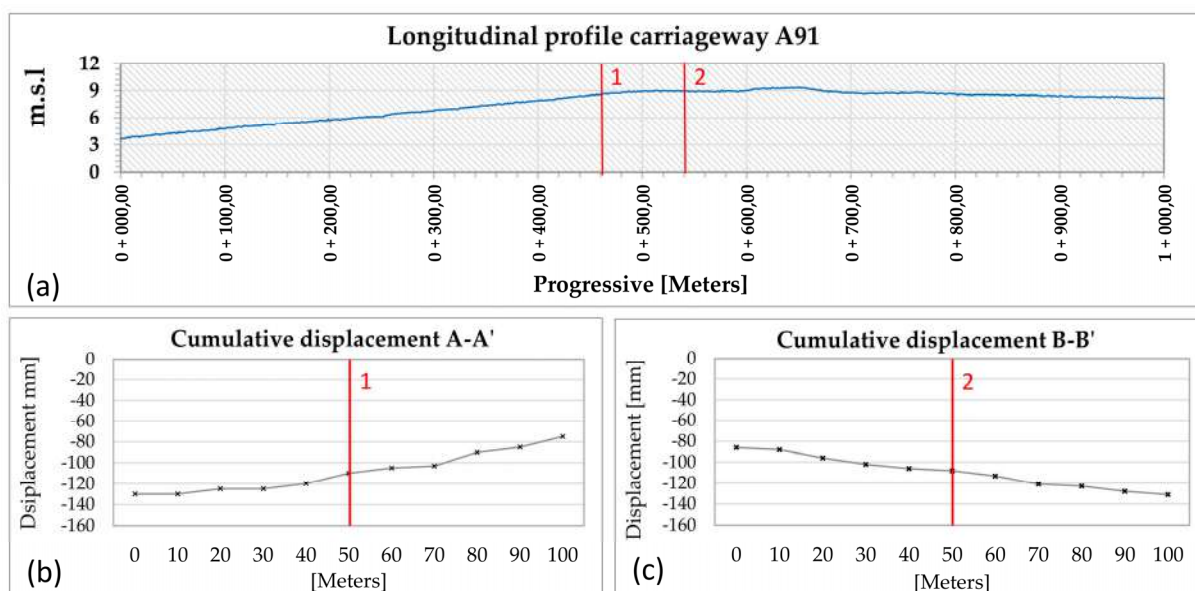 Longitudinal profile carriageway A91
m.s.l
12
9
6
3
0
1
2
0 + 000,00
0 + 100,00
0 + 200,00
0 + 300,00
0 + 400,00
0 + 500,00
0 + 600,00
0 + 700,00
0 + 800,00
0 + 900,00
1 + 000,00
Progressive [Meters]
(a)
Cumulative displacement A-A'
Dsiplacement mm]
0
-20
-40
-60
-80
-100
-120
-140
-160
1
0 10 20 30 40 50 60 70 80 90 100
[Meters]
(b)
Cumulative displacement B-B'
Displacement [mm]
0
-20
-40
-60
-80
-100
-120
-140
-160
2
0 10 20 30 40 50 60 70 80 90 100
[Meters]
(c)